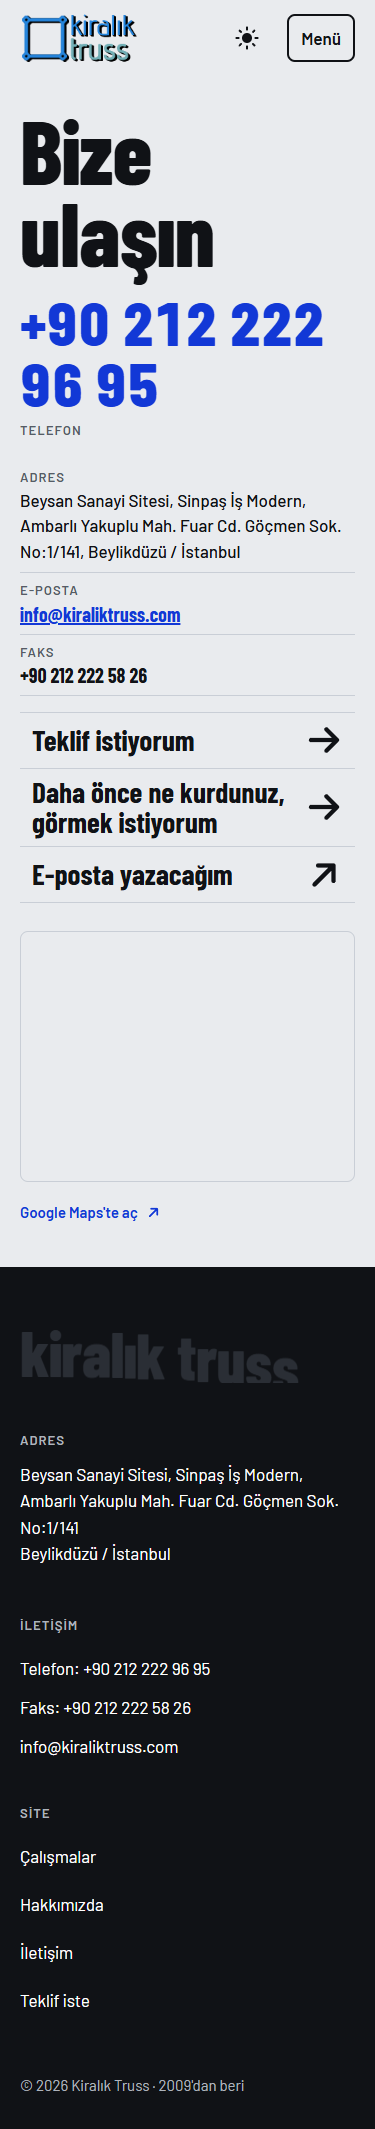 kiralık
truss
Menü
Bize
ulaşın
+90 212 222
96 95
TELEFON
ADRES
Beysan Sanayi Sitesi, Sinpaş İş Modern,
Ambarlı Yakuplu Mah. Fuar Cd. Göçmen Sok.
No:1/141, Beylikdüzü / İstanbul
E-POSTA
info@kiraliktruss.com
FAKS
+90 212 222 58 26
Teklif istiyorum
Daha önce ne kurdunuz,
görmek istiyorum
E-posta yazacağım
Google Maps'te aç
kiralık truss
ADRES
Beysan Sanayi Sitesi, Sinpaş İş Modern,
Ambarlı Yakuplu Mah. Fuar Cd. Göçmen Sok.
No:1/141
Beylikdüzü / İstanbul
İLETİŞİM
Telefon: +90 212 222 96 95
Faks: +90 212 222 58 26
info@kiraliktruss.com
SİTE
Çalışmalar
Hakkımızda
İletişim
Teklif iste
© 2026 Kiralık Truss · 2009'dan beri